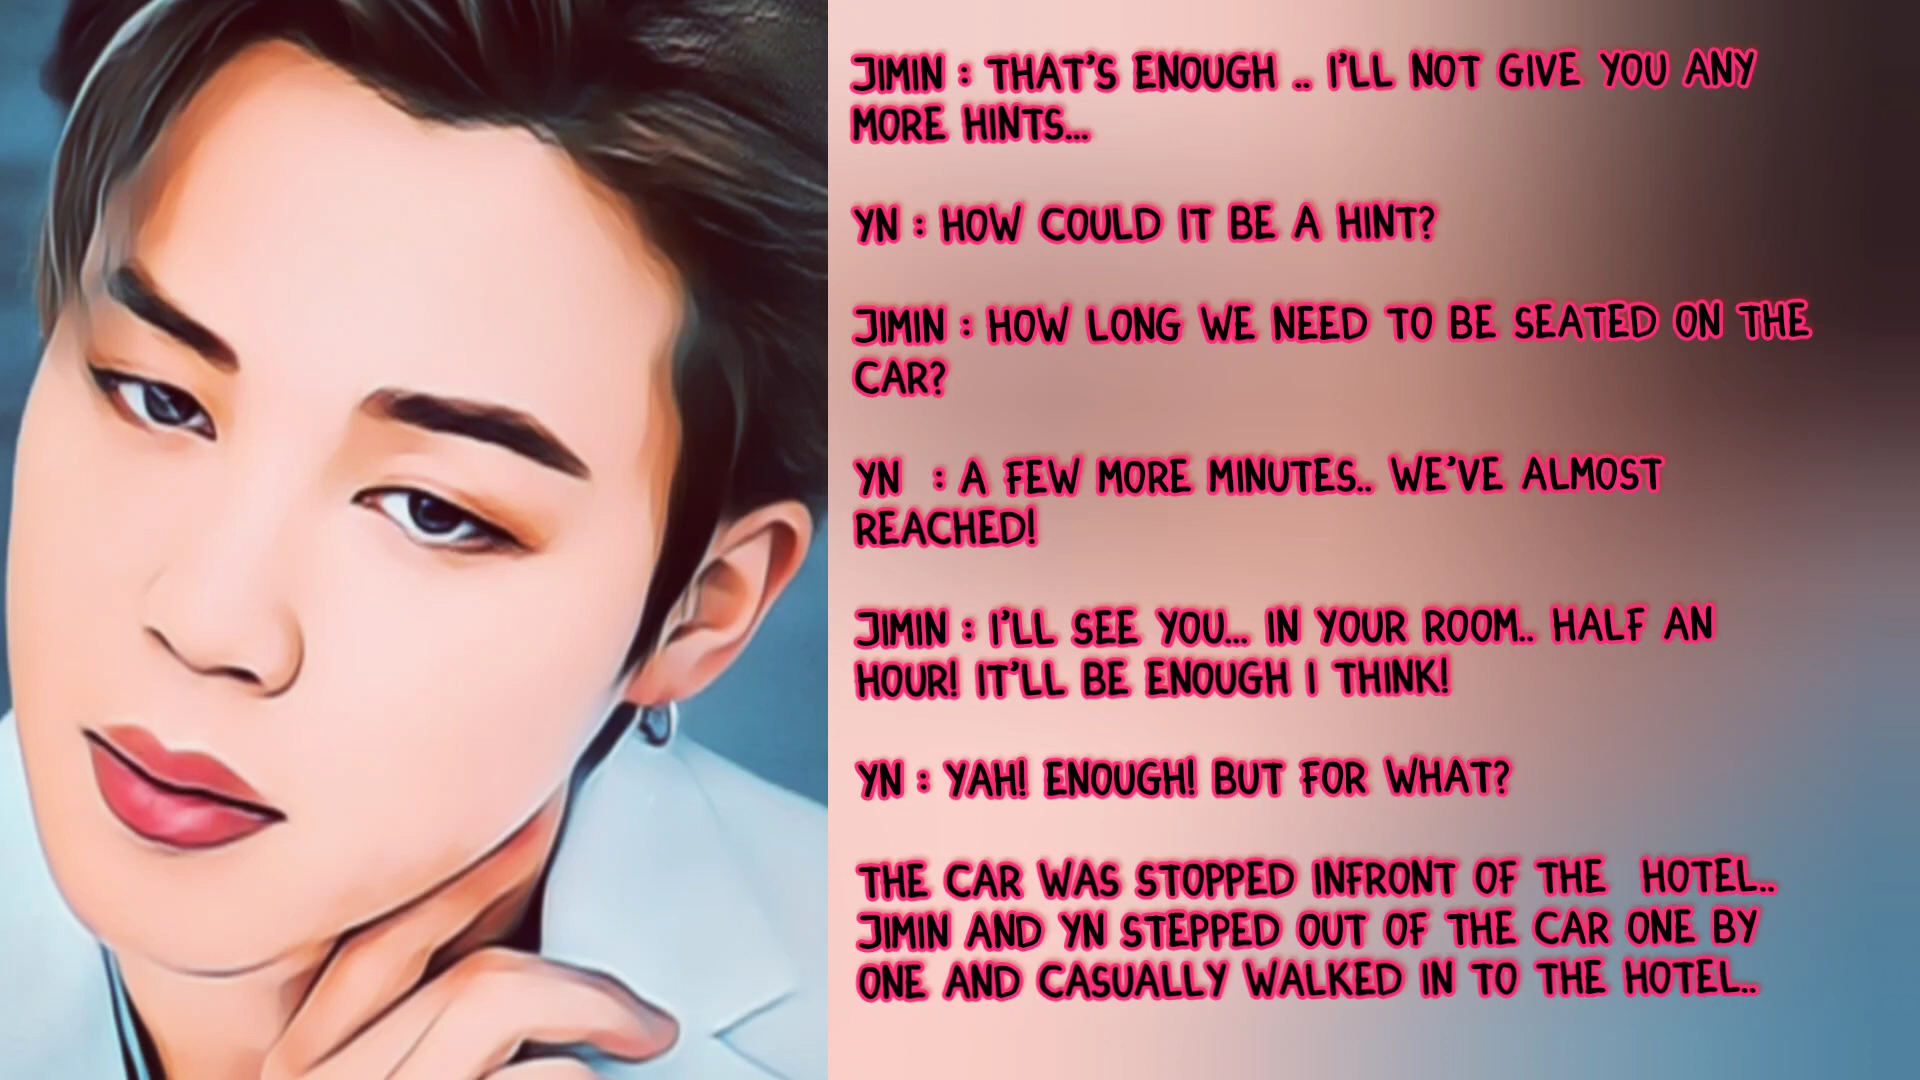 JIMIN : THAT'S ENOUGH .. I'LL NOT GIVE YOU ANY
MORE HINTS...
YN : HOW COULD IT BE A HINT?
JIMIN : HOW LONG WE NEED TO BE SEATED ON THE
CAR?
YN : A FEW MORE MINUTES.. WE'VE ALMOST
REACHED!
JIMIN : I'LL SEE YOU... IN YOUR ROOM.. HALF AN
HOUR! IT'LL BE ENOUGH I THINK!
YN : YAH! ENOUGH! BUT FOR WHAT?
THE CAR WAS STOPPED INFRONT OF THE HOTEL..
JIMIN AND YN STEPPED OUT OF THE CAR ONE BY
ONE AND CASUALLY WALKED IN TO THE HOTEL..